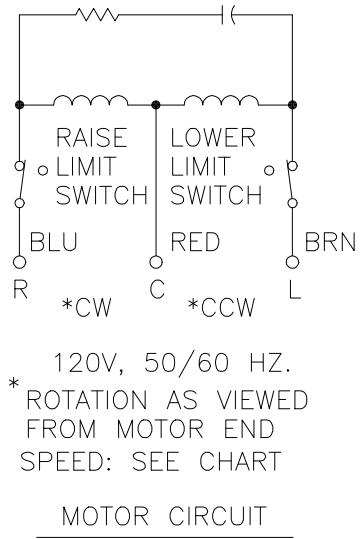 RAISE LOWER
LIMIT LIMIT
SWITCH SWITCH
BLU RED BRN
R C L
*CW *CCW
120V, 50/60 HZ.
* ROTATION AS VIEWED
FROM MOTOR END
SPEED: SEE CHART
MOTOR CIRCUIT